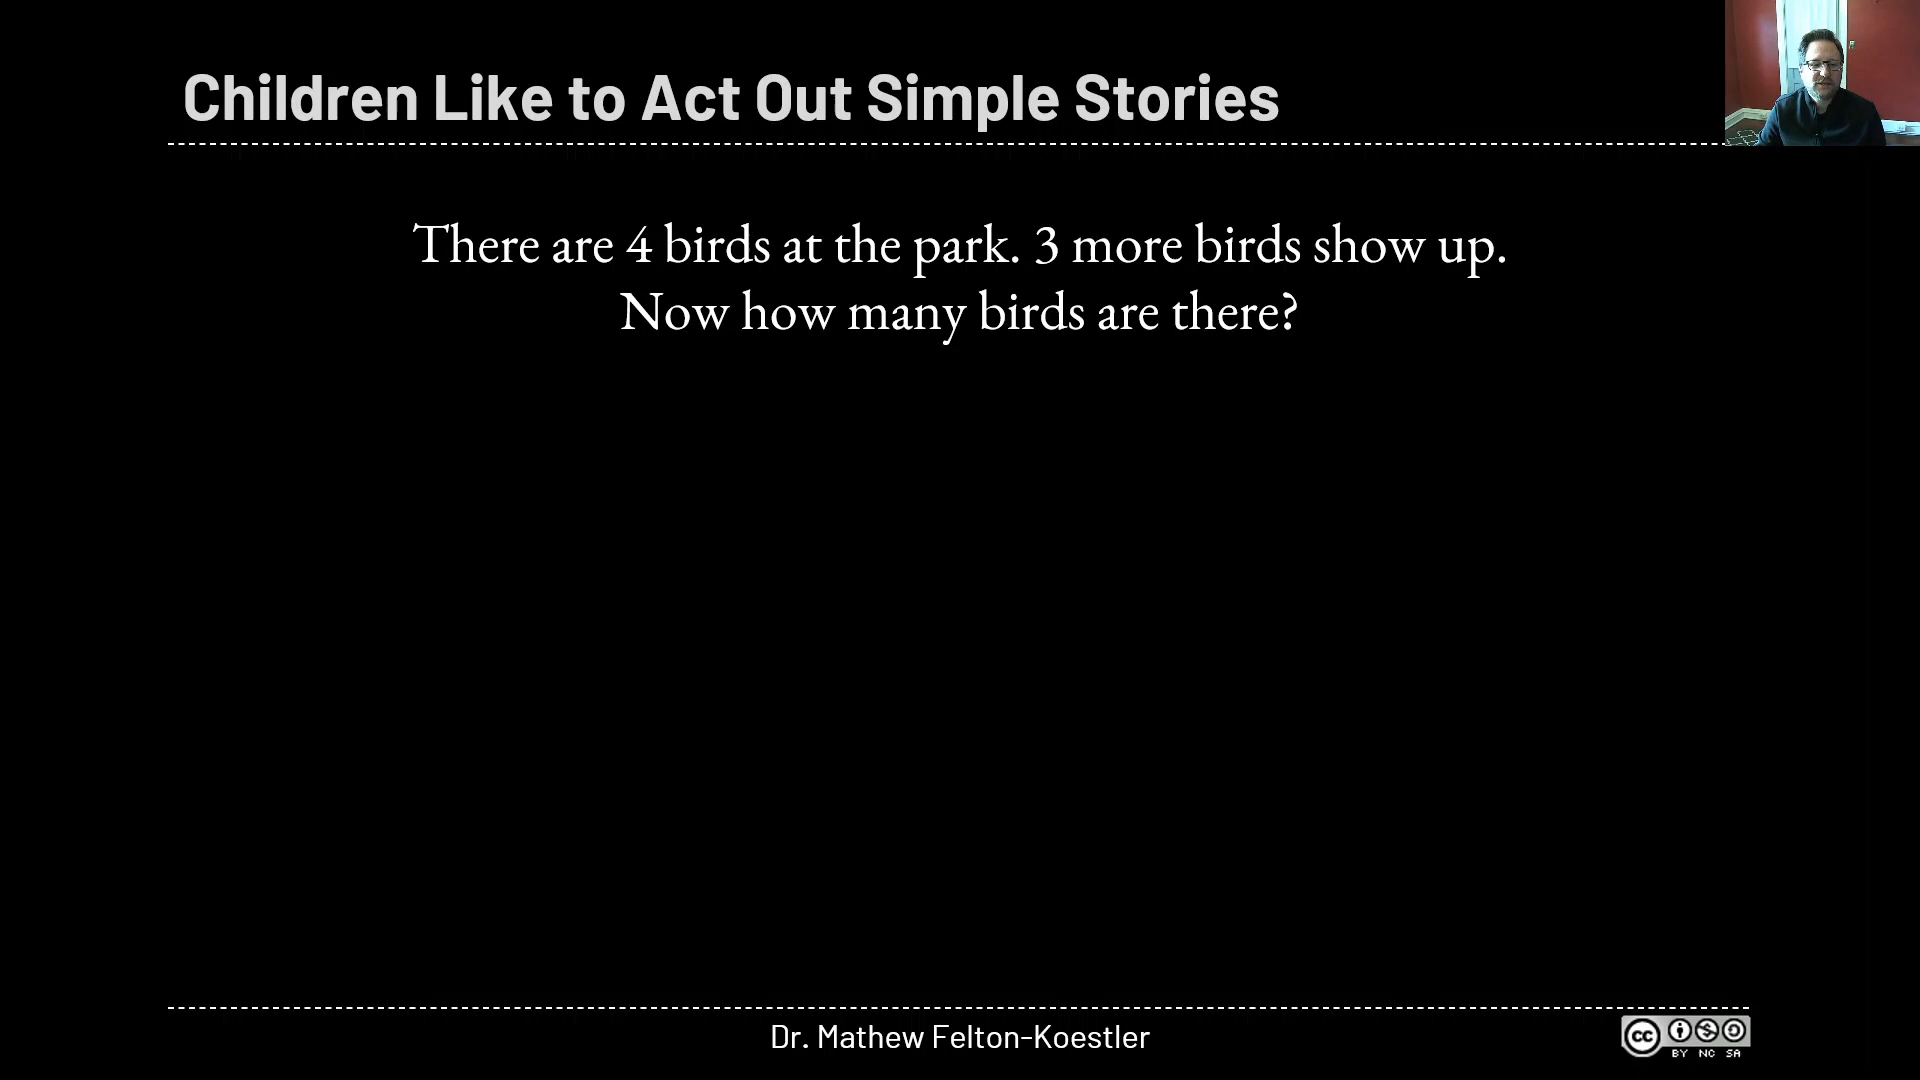 Children Like to Act Out Simple Stories
There are 4 birds at the park. 3 more birds show up.
Now how many birds are there?
Dr. Mathew Felton-Koestler
cc
BY NC SA